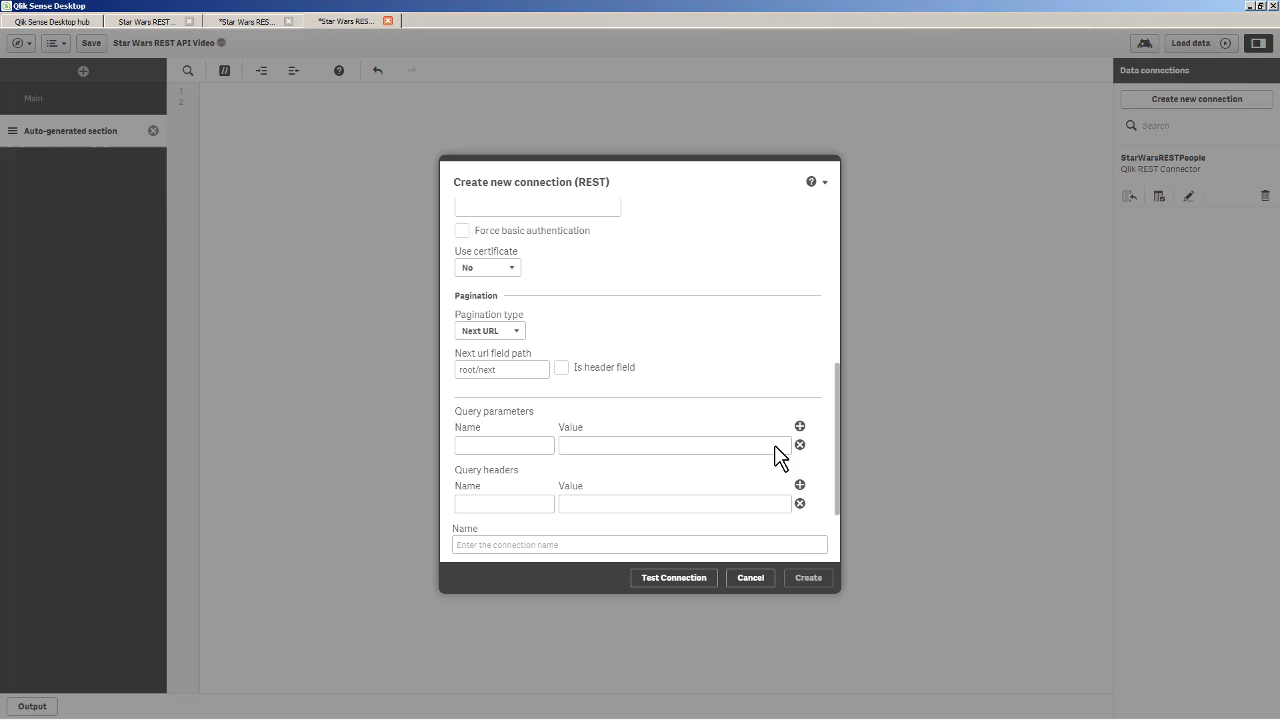 Qlik Sense Desktop
Qlik Sense Desktop hub
Star Wars REST...
*Star Wars RES...
*Star Wars RES...
Save
Star Wars REST API Video
Load data
Main
Auto-generated section
1
2
Data connections
Create new connection
Search
StarWarsRESTPeople
Qlik REST Connector
Create new connection (REST)
Force basic authentication
Use certificate
No
Pagination
Pagination type
Next URL
Next url field path
root/next
Is header field
Query parameters
Name Value
Query headers
Name Value
Name
Enter the connection name
Test Connection Cancel Create
Output